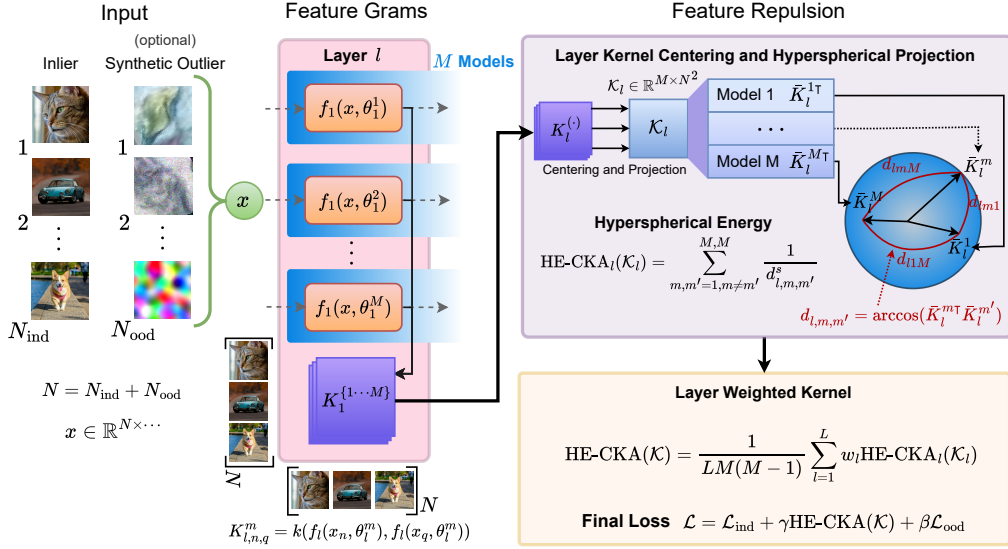 Input
(optional)
Inlier
Synthetic Outlier
1
1
2
2
⋮
⋮
N_ind
N_ood
x
N = N_ind + N_ood
x ∈ ℝ^{N×⋯}
Feature Grams
Layer l
M Models
f_1(x, θ_1^1)
f_1(x, θ_1^2)
⋮
f_1(x, θ_1^M)
K_1^{{1⋯M}}
N
N
K_{l,n,q}^m = k(f_l(x_n, θ_l^m), f_l(x_q, θ_l^m))
Feature Repulsion
Layer Kernel Centering and Hyperspherical Projection
𝒦_l ∈ ℝ^{M×N^2}
K_l^{(·)}
𝒦_l
Centering and Projection
Model 1 K̄_l^{1⊤}
· · ·
Model M K̄_l^{M⊤}
K̄_l^m
K̄_l^M
K̄_l^1
d_{lmM}
d_{lm1}
d_{l1M}
Hyperspherical Energy
HE-CKA_l(𝒦_l) = ∑_{m,m'=1,m≠m'}^{M,M} 1/d_{l,m,m'}^s
d_{l,m,m'} = arccos(K̄_l^{m⊤} K̄_l^{m'})
Layer Weighted Kernel
HE-CKA(𝒦) = 1/(LM(M − 1)) ∑_{l=1}^{L} w_l HE-CKA_l(𝒦_l)
Final Loss ℒ = ℒ_ind + γHE-CKA(𝒦) + βℒ_ood